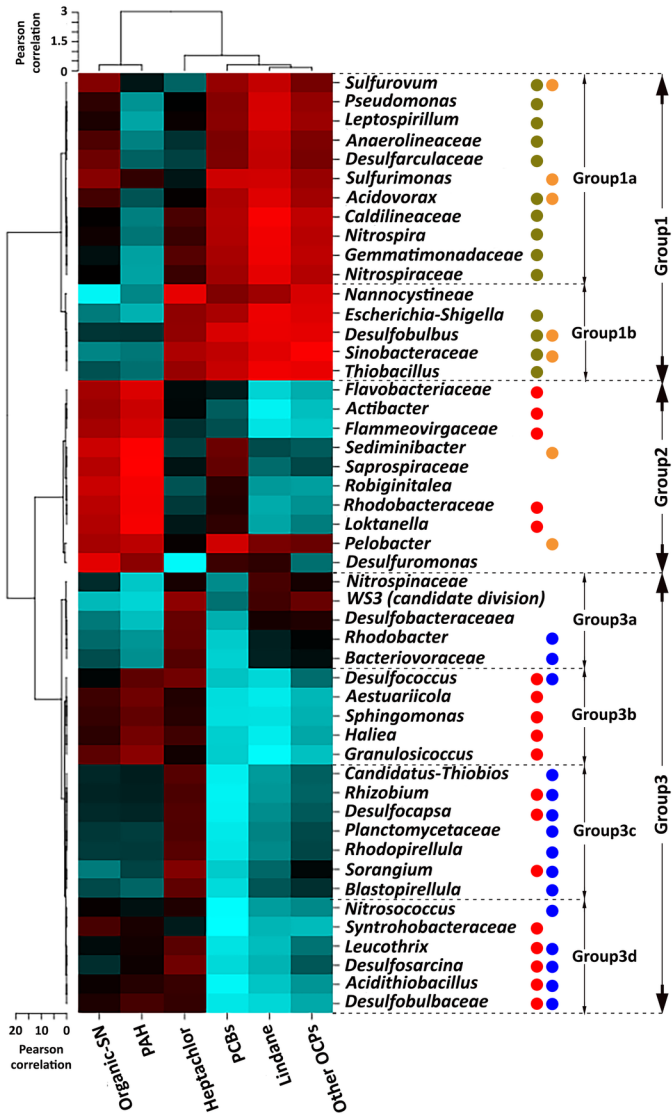 Pearson
correlation
3
1.5
0
Sulfurovum
Pseudomonas
Leptospirillum
Anaerolineaceae
Desulfarculaceae
Sulfurimonas
Acidovorax
Caldilineaceae
Nitrospira
Gemmatimonadaceae
Nitrospiraceae
Nannocystineae
Escherichia-Shigella
Desulfobulbus
Sinobacteraceae
Thiobacillus
Flavobacteriaceae
Actibacter
Flammeovirgaceae
Sediminibacter
Saprospiraceae
Robiginitalea
Rhodobacteraceae
Loktanella
Pelobacter
Desulfuromonas
Nitrospinaceae
WS3 (candidate division)
Desulfobacteraceaea
Rhodobacter
Bacteriovoraceae
Desulfococcus
Aestuariicola
Sphingomonas
Haliea
Granulosicoccus
Candidatus-Thiobios
Rhizobium
Desulfocapsa
Planctomycetaceae
Rhodopirellula
Sorangium
Blastopirellula
Nitrosococcus
Syntrohobacteraceae
Leucothrix
Desulfosarcina
Acidithiobacillus
Desulfobulbaceae
Group1a
Group1b
Group3a
Group3b
Group3c
Group3d
Group1
Group2
Group3
20 10 0
Pearson
correlation
Organic-SN
PAH
Heptachlor
PCBs
Lindane
Other OCPs